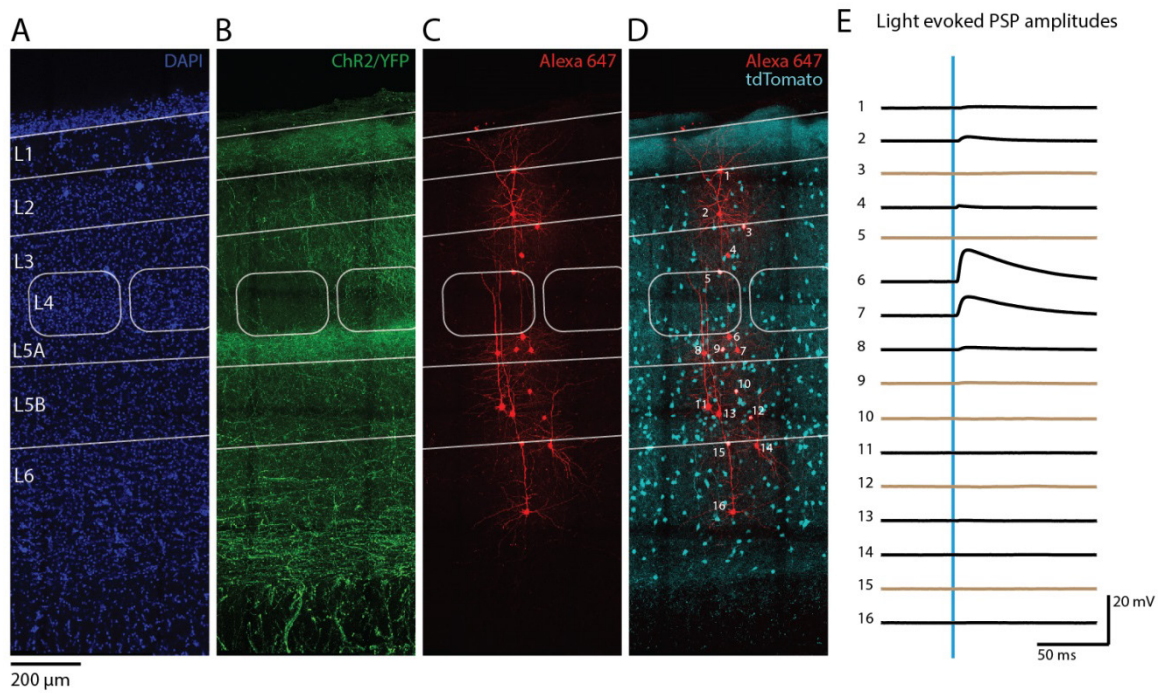 A
B
C
D
E
Light evoked PSP amplitudes
DAPI
ChR2/YFP
Alexa 647
Alexa 647
tdTomato
L1
L2
L3
L4
L5A
L5B
L6
1
2
3
4
5
6
7
8
9
10
11
12
13
14
15
16
1
2
3
4
5
6
7
8
9
10
11
12
13
14
15
16
20 mV
50 ms
200 µm